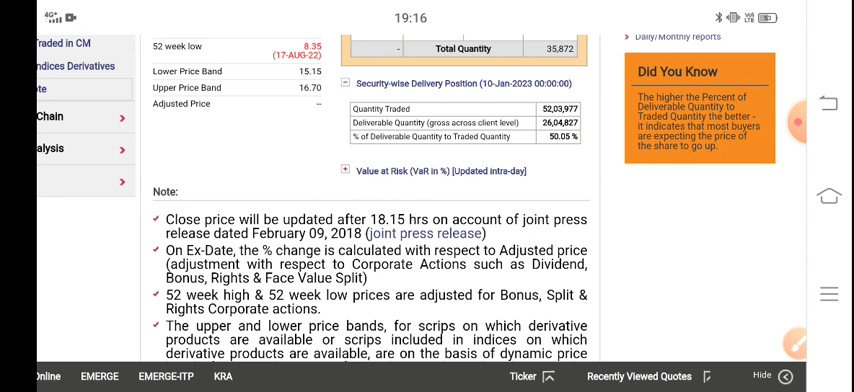 4G+
19:16
Traded in CM
Indices Derivatives
ote
Chain
alysis
52 week low
8.35
(17-AUG-22)
Lower Price Band
15.15
Upper Price Band
16.70
Adjusted Price
--
- Total Quantity 35,872
Security-wise Delivery Position (10-Jan-2023 00:00:00)
Quantity Traded 52,03,977
Deliverable Quantity (gross across client level) 26,04,827
% of Deliverable Quantity to Traded Quantity 50.05 %
Value at Risk (VaR in %) [Updated intra-day]
Daily/Monthly reports
Did You Know
The higher the Percent of
Deliverable Quantity to
Traded Quantity the better -
it indicates that most buyers
are expecting the price of
the share to go up.
Note:
Close price will be updated after 18.15 hrs on account of joint press
release dated February 09, 2018 (joint press release)
On Ex-Date, the % change is calculated with respect to Adjusted price
(adjustment with respect to Corporate Actions such as Dividend,
Bonus, Rights & Face Value Split)
52 week high & 52 week low prices are adjusted for Bonus, Split &
Rights Corporate actions.
The upper and lower price bands, for scrips on which derivative
products are available or scrips included in indices on which
derivative products are available, are on the basis of dynamic price
Online EMERGE EMERGE-ITP KRA Ticker Recently Viewed Quotes Hide